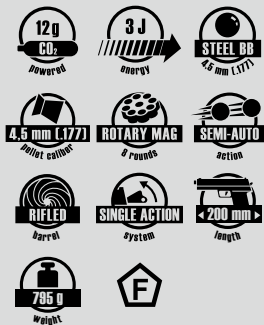 12g
CO₂
powered
3 J
energy
STEEL BB
4,5 mm (.177)
4,5 mm (.177)
pellet caliber
ROTARY MAG
8 rounds
SEMI-AUTO
action
RIFLED
barrel
SINGLE ACTION
system
200 mm
length
795 g
weight
F